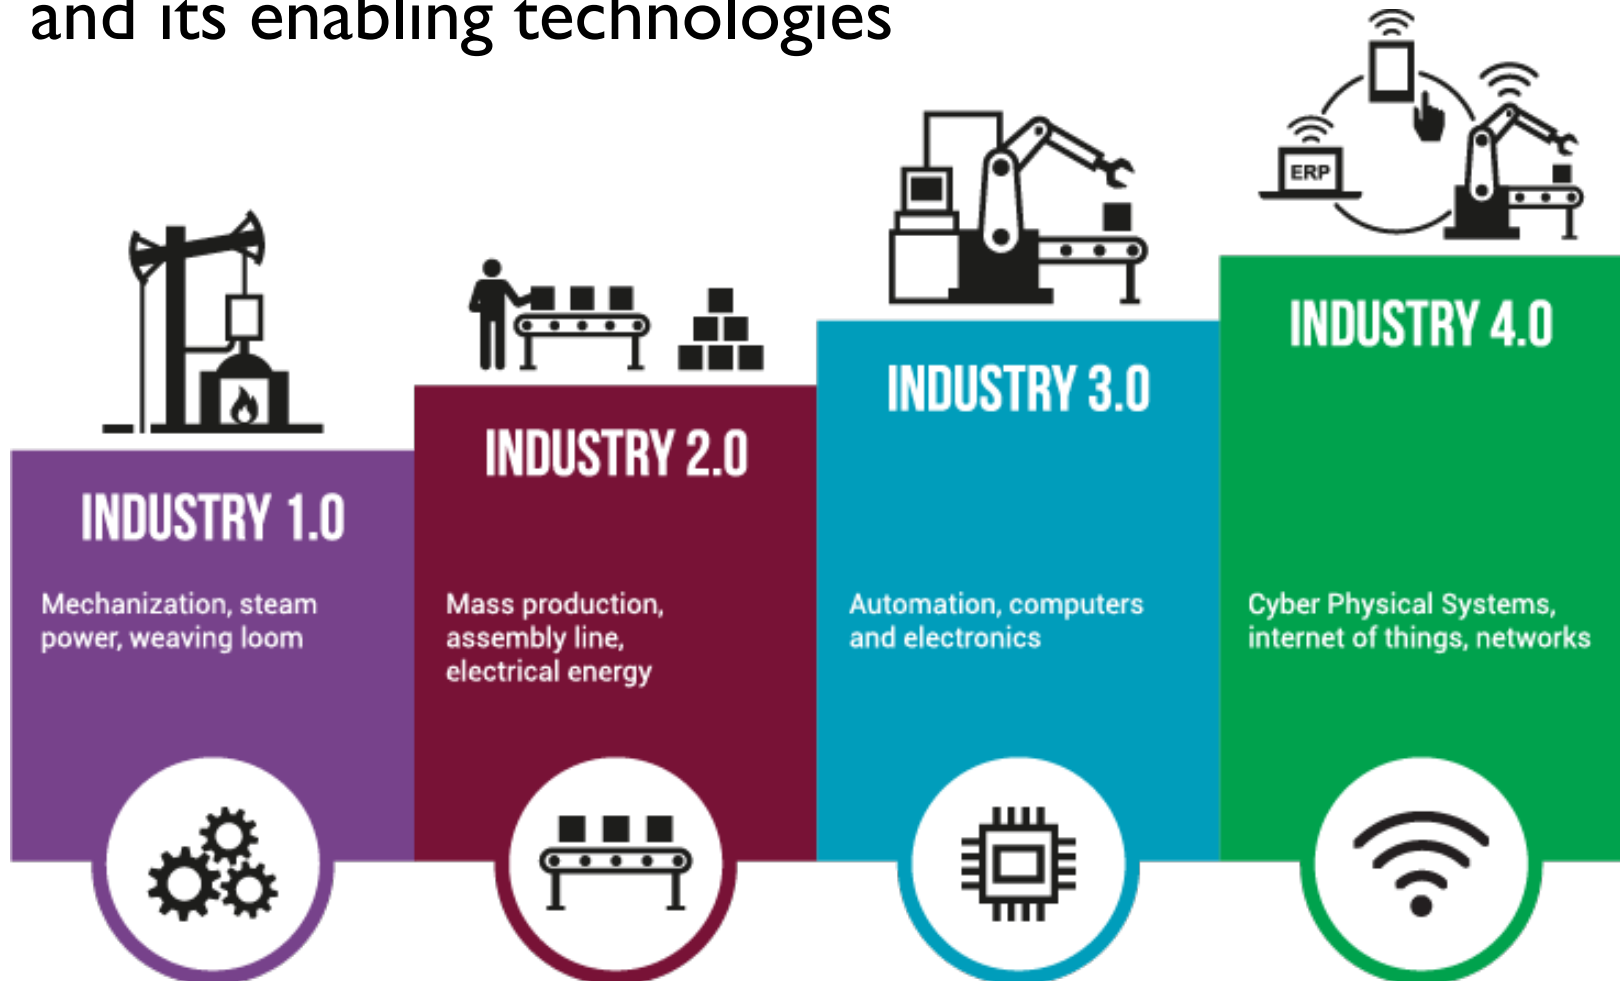 and its enabling technologies
ERP
INDUSTRY 4.0
INDUSTRY 3.0
INDUSTRY 2.0
INDUSTRY 1.0
Mechanization, steam
power, weaving loom
Mass production,
assembly line,
electrical energy
Automation, computers
and electronics
Cyber Physical Systems,
internet of things, networks